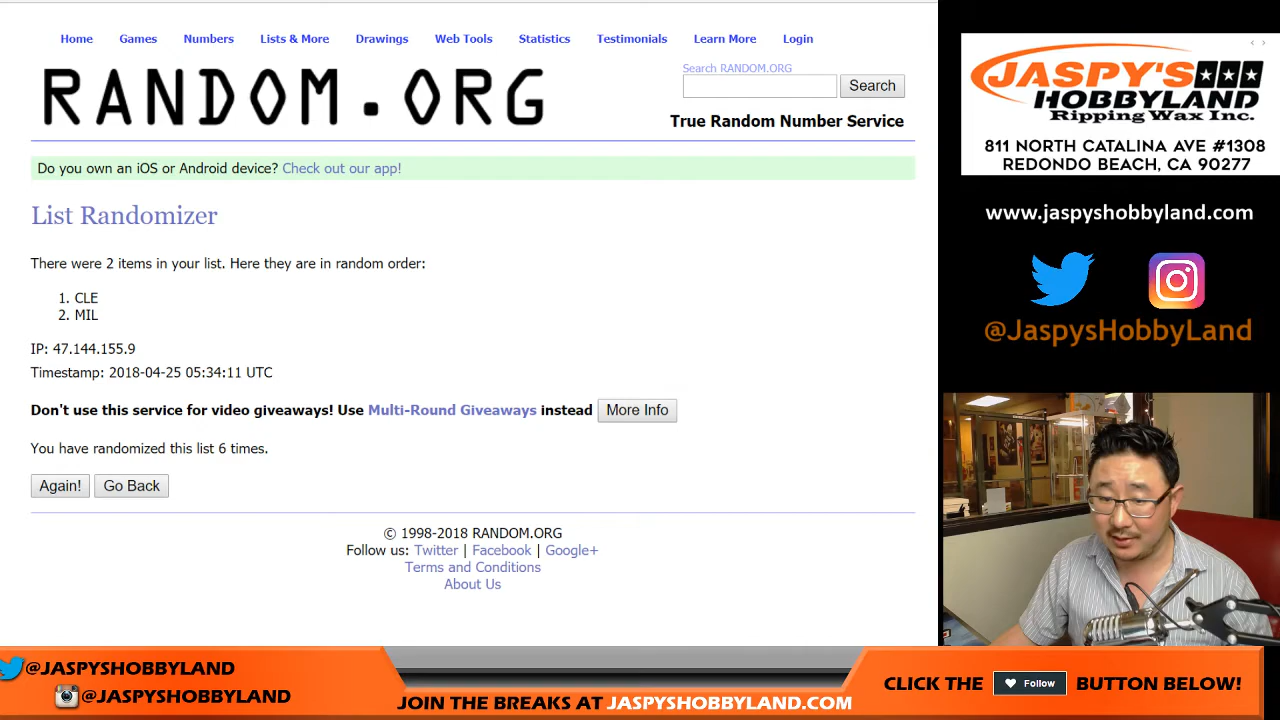 Home Games Numbers Lists & More Drawings Web Tools Statistics Testimonials Learn More Login
RANDOM.ORG
Search RANDOM.ORG
Search
True Random Number Service
Do you own an iOS or Android device? Check out our app!
List Randomizer
There were 2 items in your list. Here they are in random order:
1. CLE
2. MIL
IP: 47.144.155.9
Timestamp: 2018-04-25 05:34:11 UTC
Don't use this service for video giveaways! Use Multi-Round Giveaways instead More Info
You have randomized this list 6 times.
Again! Go Back
© 1998-2018 RANDOM.ORG
Follow us: Twitter | Facebook | Google+
Terms and Conditions
About Us
JASPY'S
HOBBYLAND
Ripping Wax Inc.
811 NORTH CATALINA AVE #1308
REDONDO BEACH, CA 90277
www.jaspyshobbyland.com
@JaspysHobbyLand
@JASPYSHOBBYLAND
@JASPYSHOBBYLAND
JOIN THE BREAKS AT JASPYSHOBBYLAND.COM
CLICK THE Follow BUTTON BELOW!